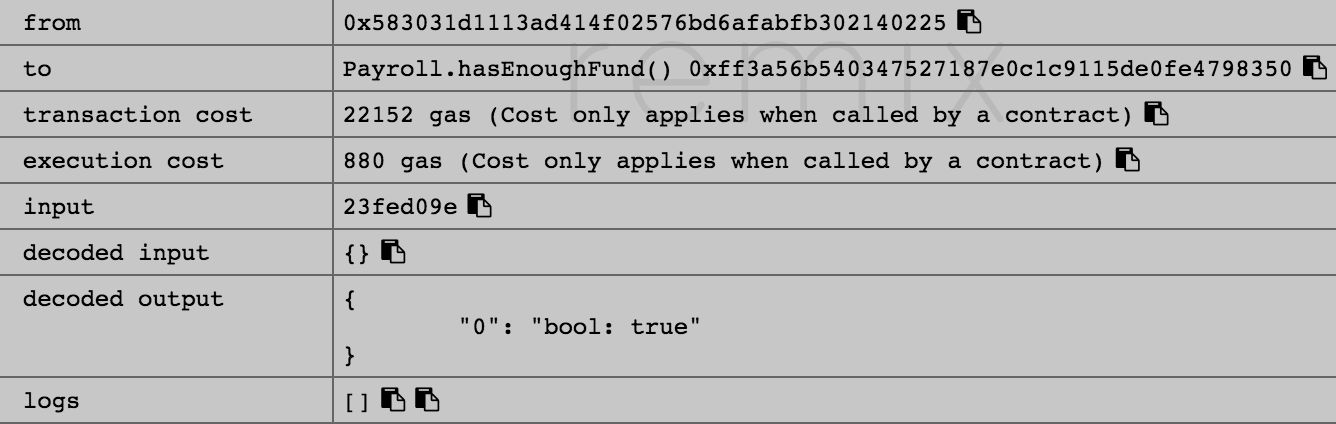 from 0x583031d1113ad414f02576bd6afabfb302140225
to Payroll.hasEnoughFund() 0xff3a56b540347527187e0c1c9115de0fe4798350
transaction cost 22152 gas (Cost only applies when called by a contract)
execution cost 880 gas (Cost only applies when called by a contract)
input 23fed09e
decoded input {}
decoded output {
"0": "bool: true"
}
logs []
remix